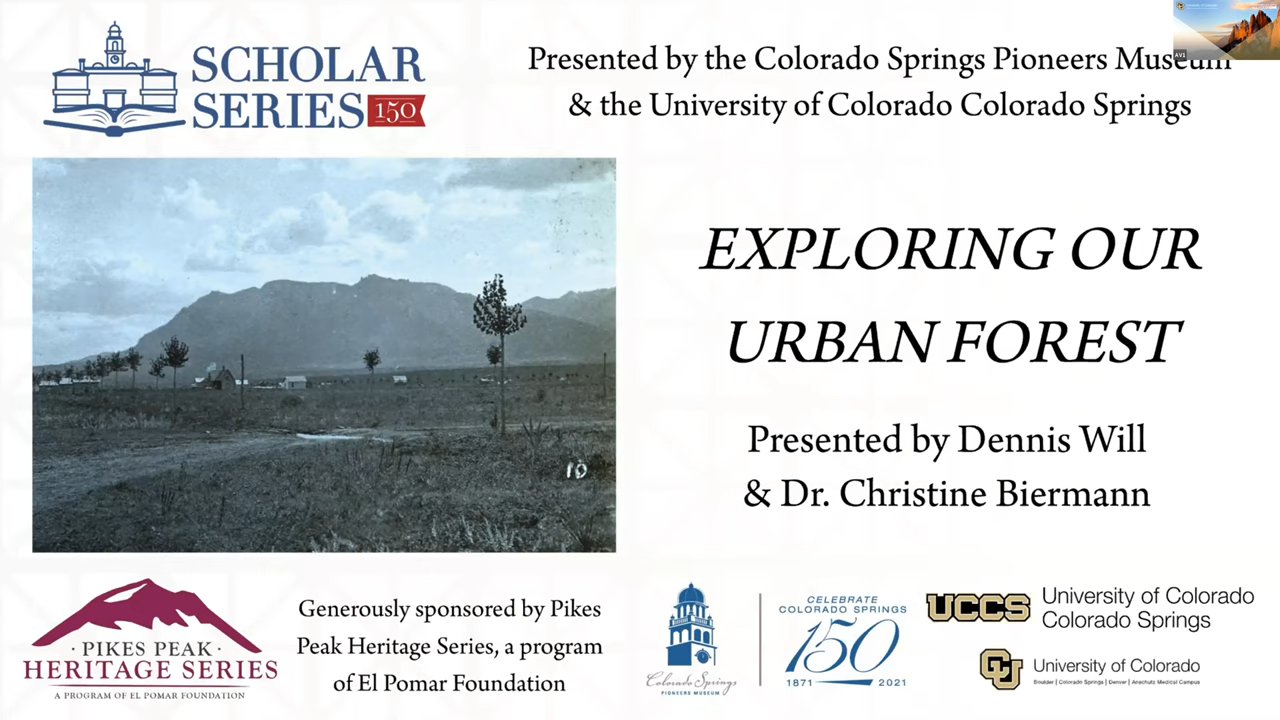 SCHOLAR
SERIES 150
Presented by the Colorado Springs Pioneers Museum
& the University of Colorado Colorado Springs
AV1
EXPLORING OUR
URBAN FOREST
Presented by Dennis Will
& Dr. Christine Biermann
10
· PIKES PEAK ·
HERITAGE SERIES
A PROGRAM OF EL POMAR FOUNDATION
Generously sponsored by Pikes
Peak Heritage Series, a program
of El Pomar Foundation
Colorado Springs
PIONEERS MUSEUM
CELEBRATE
COLORADO SPRINGS
150
1871 2021
UCCS
University of Colorado
Colorado Springs
CU
University of Colorado
Boulder | Colorado Springs | Denver | Anschutz Medical Campus